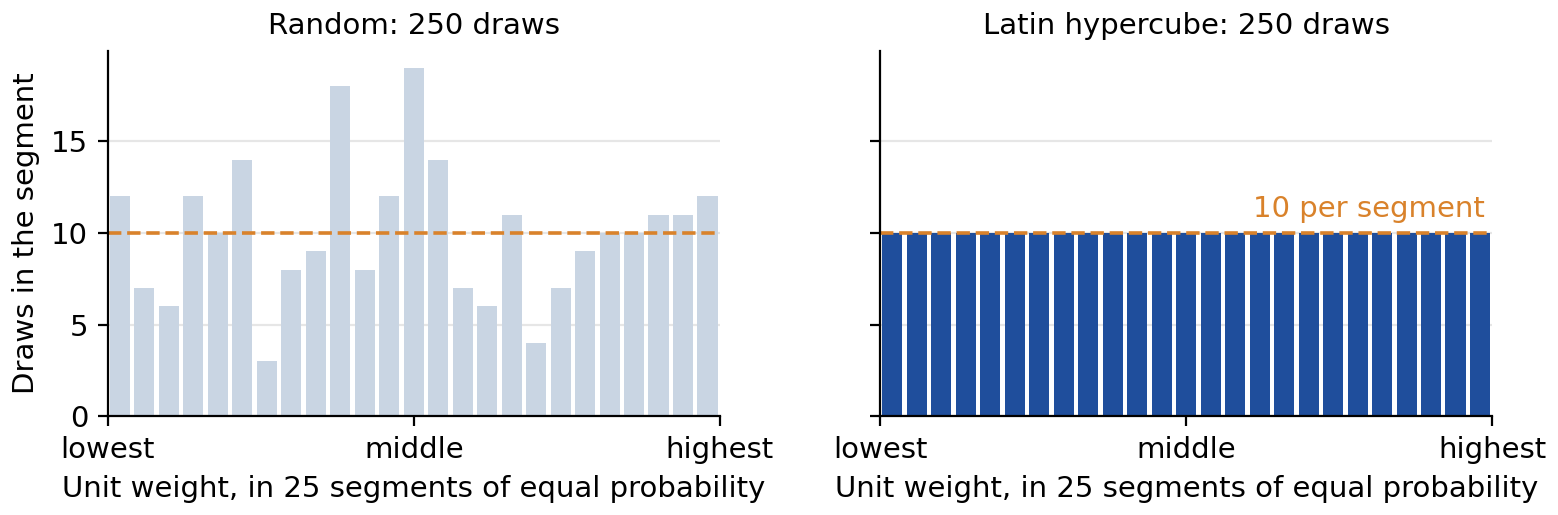 Random: 250 draws
Draws in the segment
15
10
5
0
lowest middle highest
Unit weight, in 25 segments of equal probability
Latin hypercube: 250 draws
10 per segment
lowest middle highest
Unit weight, in 25 segments of equal probability